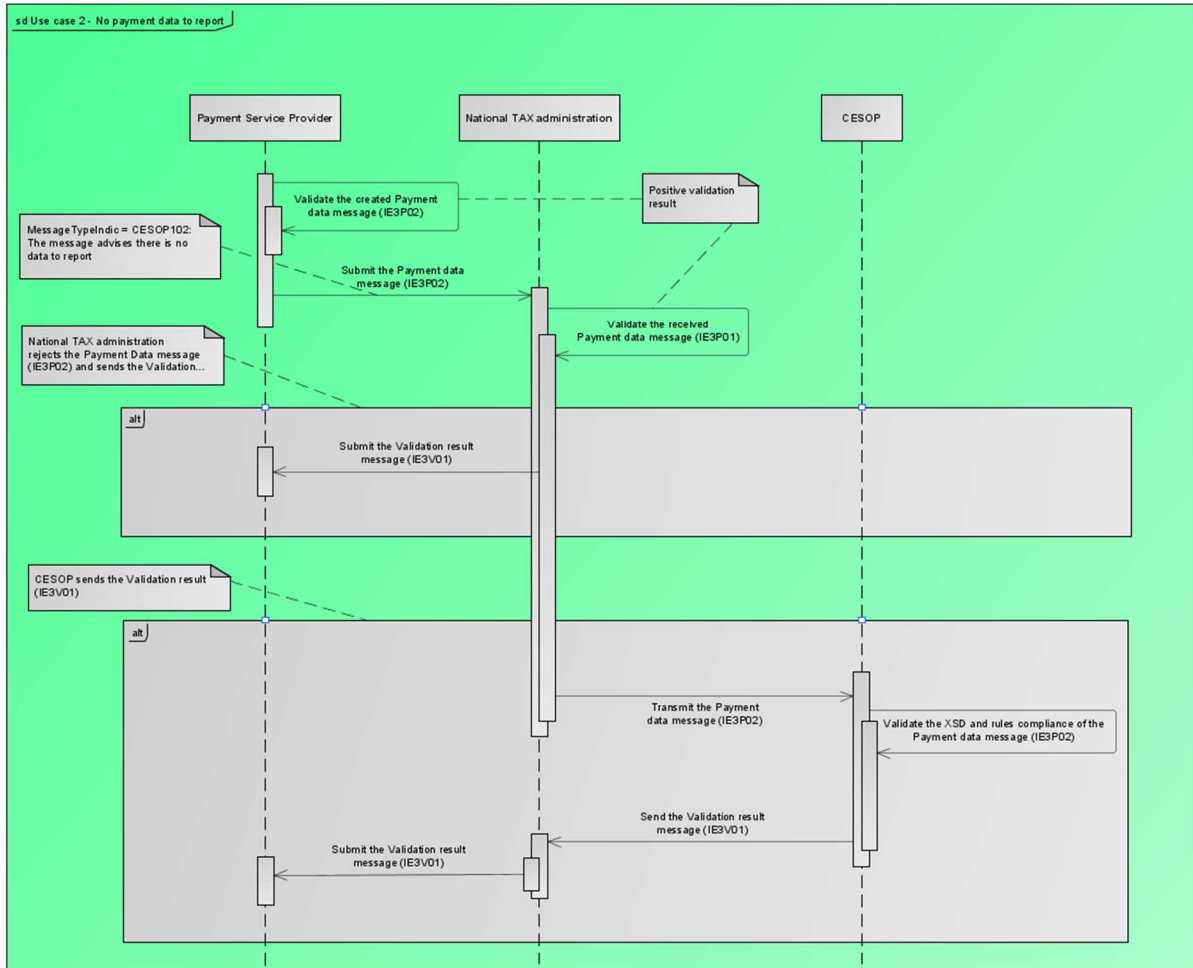 sd Use case 2 - No payment data to report
Payment Service Provider
National TAX administration
CESOP
Validate the created Payment
data message (IE3P02)
Positive validation
result
MessageTypeIndic = CESOP102:
The message advises there is no
data to report
Submit the Payment data
message (IE3P02)
Validate the received
Payment data message (IE3P01)
National TAX administration
rejects the Payment Data message
(IE3P02) and sends the Validation...
alt
Submit the Validation result
message (IE3V01)
CESOP sends the Validation result
(IE3V01)
alt
Transmit the Payment
data message (IE3P02)
Validate the XSD and rules compliance of the
Payment data message (IE3P02)
Send the Validation result
message (IE3V01)
Submit the Validation result
message (IE3V01)